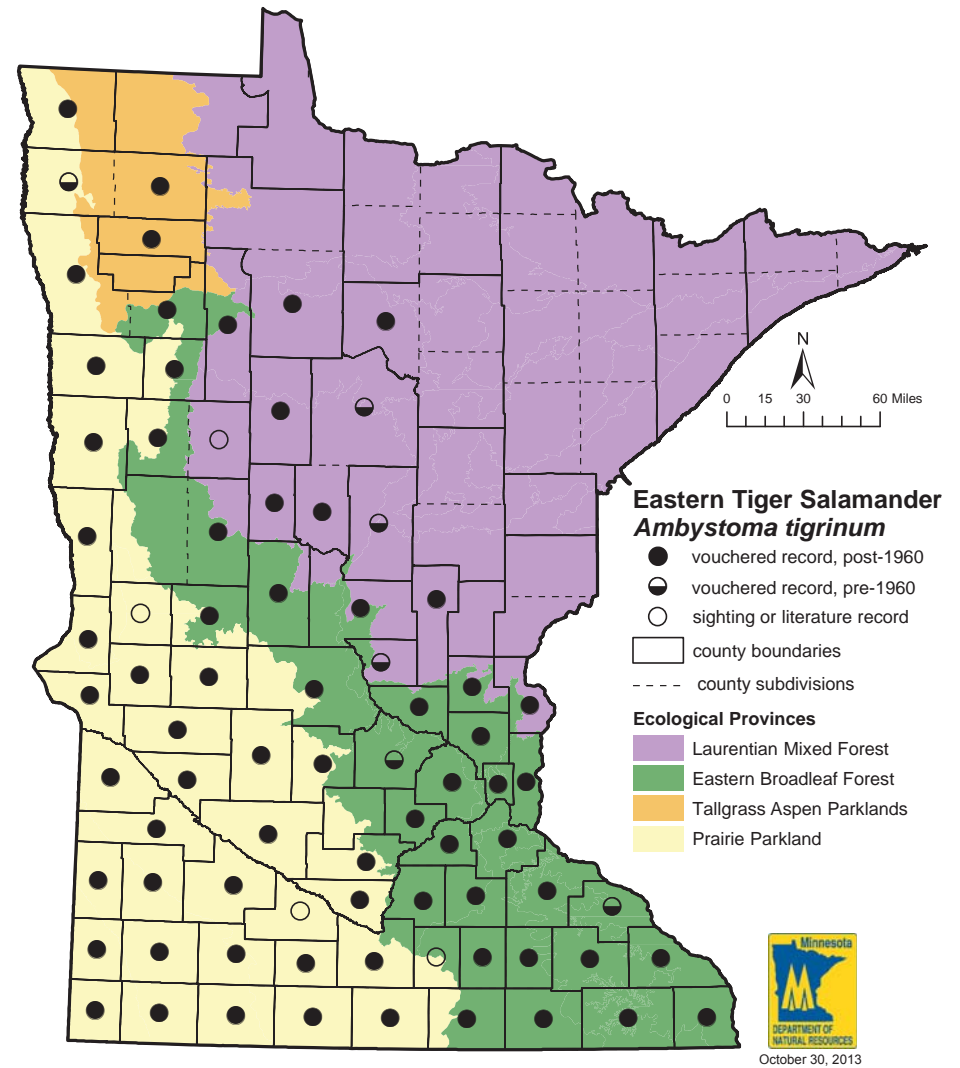 N
0 15 30 60 Miles
Eastern Tiger Salamander
Ambystoma tigrinum
vouchered record, post-1960
vouchered record, pre-1960
sighting or literature record
county boundaries
county subdivisions
Ecological Provinces
Laurentian Mixed Forest
Eastern Broadleaf Forest
Tallgrass Aspen Parklands
Prairie Parkland
Minnesota
M
DEPARTMENT OF
NATURAL RESOURCES
October 30, 2013